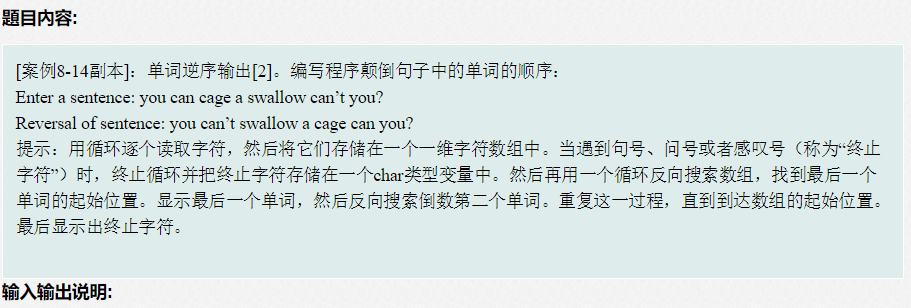 題目内容:
[案例8-14副本]：单词逆序输出[2]。编写程序颠倒句子中的单词的顺序：
Enter a sentence: you can cage a swallow can’t you?
Reversal of sentence: you can’t swallow a cage can you?
提示：用循环逐个读取字符，然后将它们存储在一个一维字符数组中。当遇到句号、问号或者感叹号（称为“终止
字符”）时，终止循环并把终止字符存储在一个char类型变量中。然后再用一个循环反向搜索数组，找到最后一个
单词的起始位置。显示最后一个单词，然后反向搜索倒数第二个单词。重复这一过程，直到到达数组的起始位置。
最后显示出终止字符。
输入输出说明: